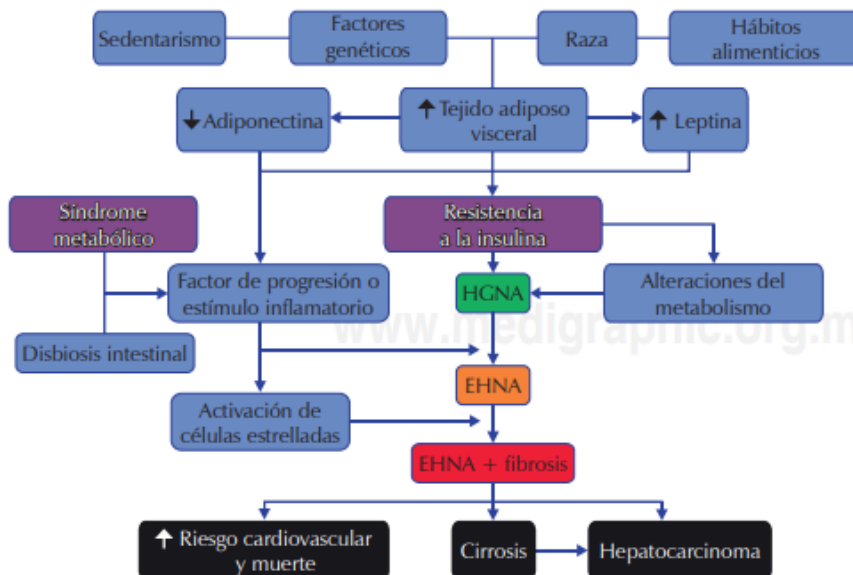 Sedentarismo
Factores
genéticos
Raza
Hábitos
alimenticios
↓ Adiponectina
↑ Tejido adiposo
visceral
↑ Leptina
Síndrome
metabólico
Resistencia
a la insulina
Factor de progresión o
estímulo inflamatorio
HGNA
Alteraciones del
metabolismo
www.medigraphic.org.m
Disbiosis intestinal
EHNA
Activación de
células estrelladas
EHNA + fibrosis
↑ Riesgo cardiovascular
y muerte
Cirrosis
Hepatocarcinoma